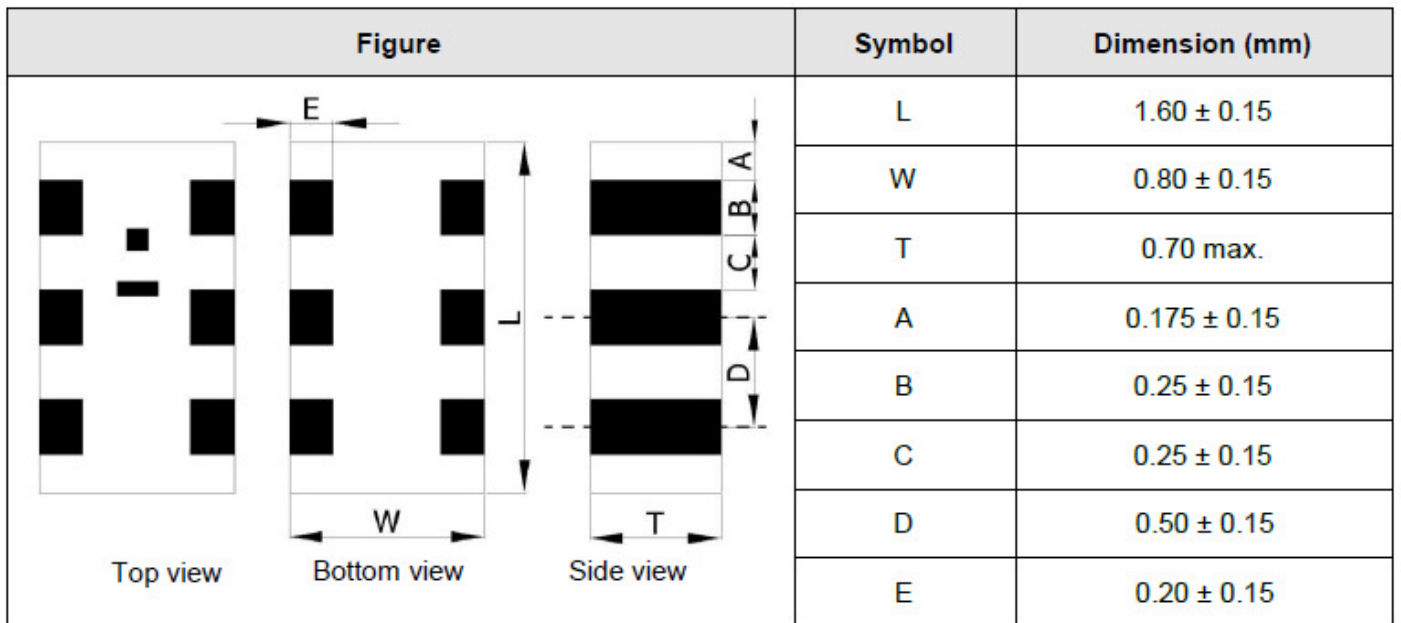 Figure Symbol Dimension (mm)
E
A
B
C
D
L
W
T
Top view Bottom view Side view
L 1.60 ± 0.15
W 0.80 ± 0.15
T 0.70 max.
A 0.175 ± 0.15
B 0.25 ± 0.15
C 0.25 ± 0.15
D 0.50 ± 0.15
E 0.20 ± 0.15